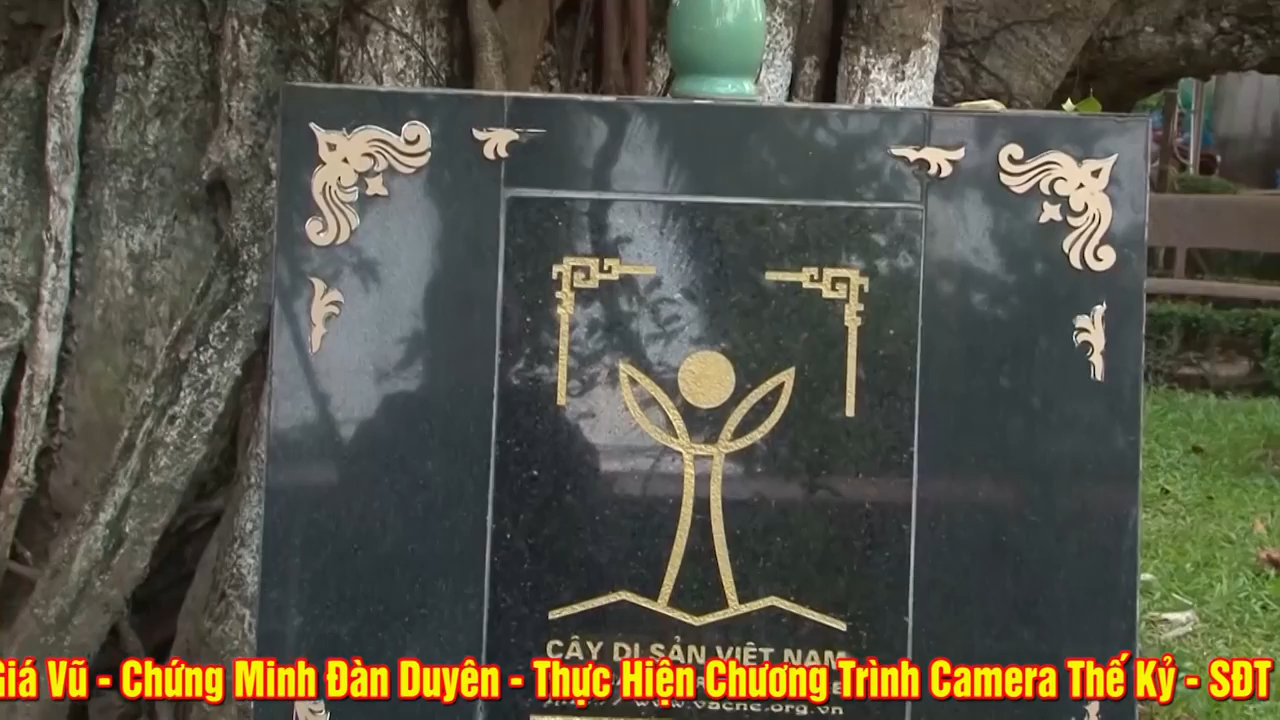 CÂY DI SẢN VIỆT NAM
Giá Vũ - Chứng Minh Đàn Duyên - Thực Hiện Chương Trình Camera Thế Kỷ - SĐT
www.vacne.org.vn